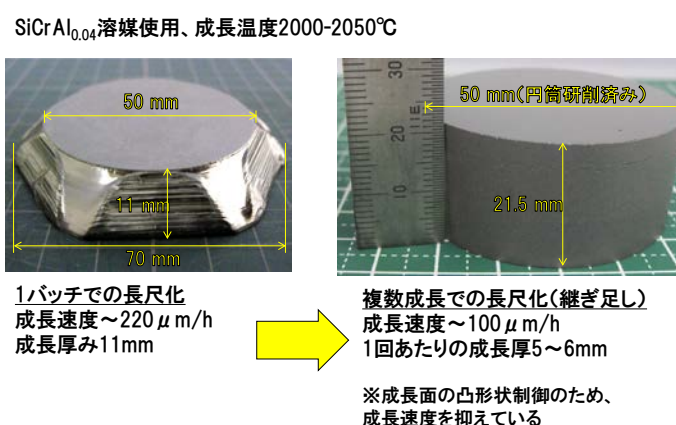 SiCrAl0.04溶媒使用、成長温度2000-2050℃
50 mm
11 mm
70 mm
30
20
10
50 mm(円筒研削済み)
21.5 mm
1バッチでの長尺化
成長速度～220μm/h
成長厚み11mm
複数成長での長尺化(継ぎ足し)
成長速度～100μm/h
1回あたりの成長厚5～6mm
※成長面の凸形状制御のため、
成長速度を抑えている